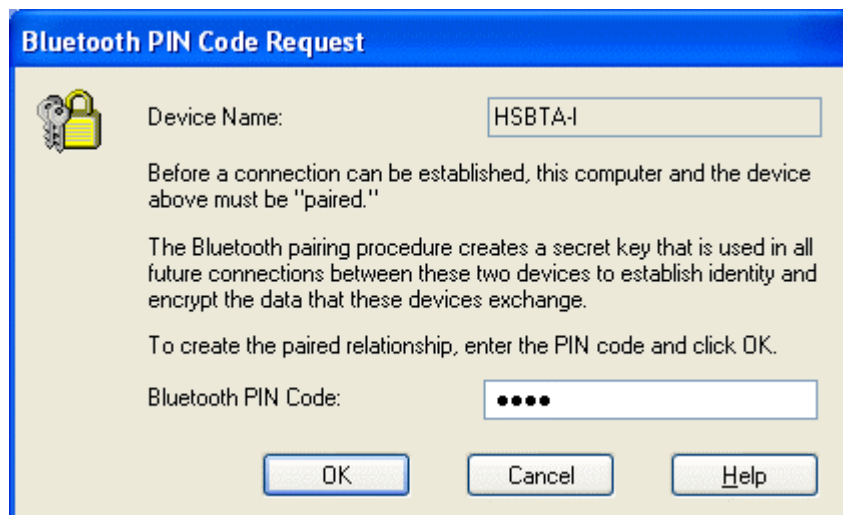 Bluetooth PIN Code Request
Device Name: HSBTA-I
Before a connection can be established, this computer and the device
above must be "paired."
The Bluetooth pairing procedure creates a secret key that is used in all
future connections between these two devices to establish identity and
encrypt the data that these devices exchange.
To create the paired relationship, enter the PIN code and click OK.
Bluetooth PIN Code: ●●●●
OK Cancel Help